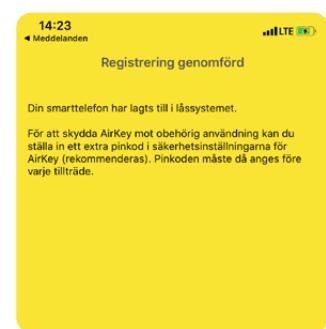 14:23
LTE
◀ Meddelanden
Registrering genomförd
Din smarttelefon har lagts till i låssystemet.
För att skydda AirKey mot obehörig användning kan du
ställa in ett extra pinkod i säkerhetsinställningarna för
AirKey (rekommenderas). Pinkoden måste då anges före
varje tillträde.